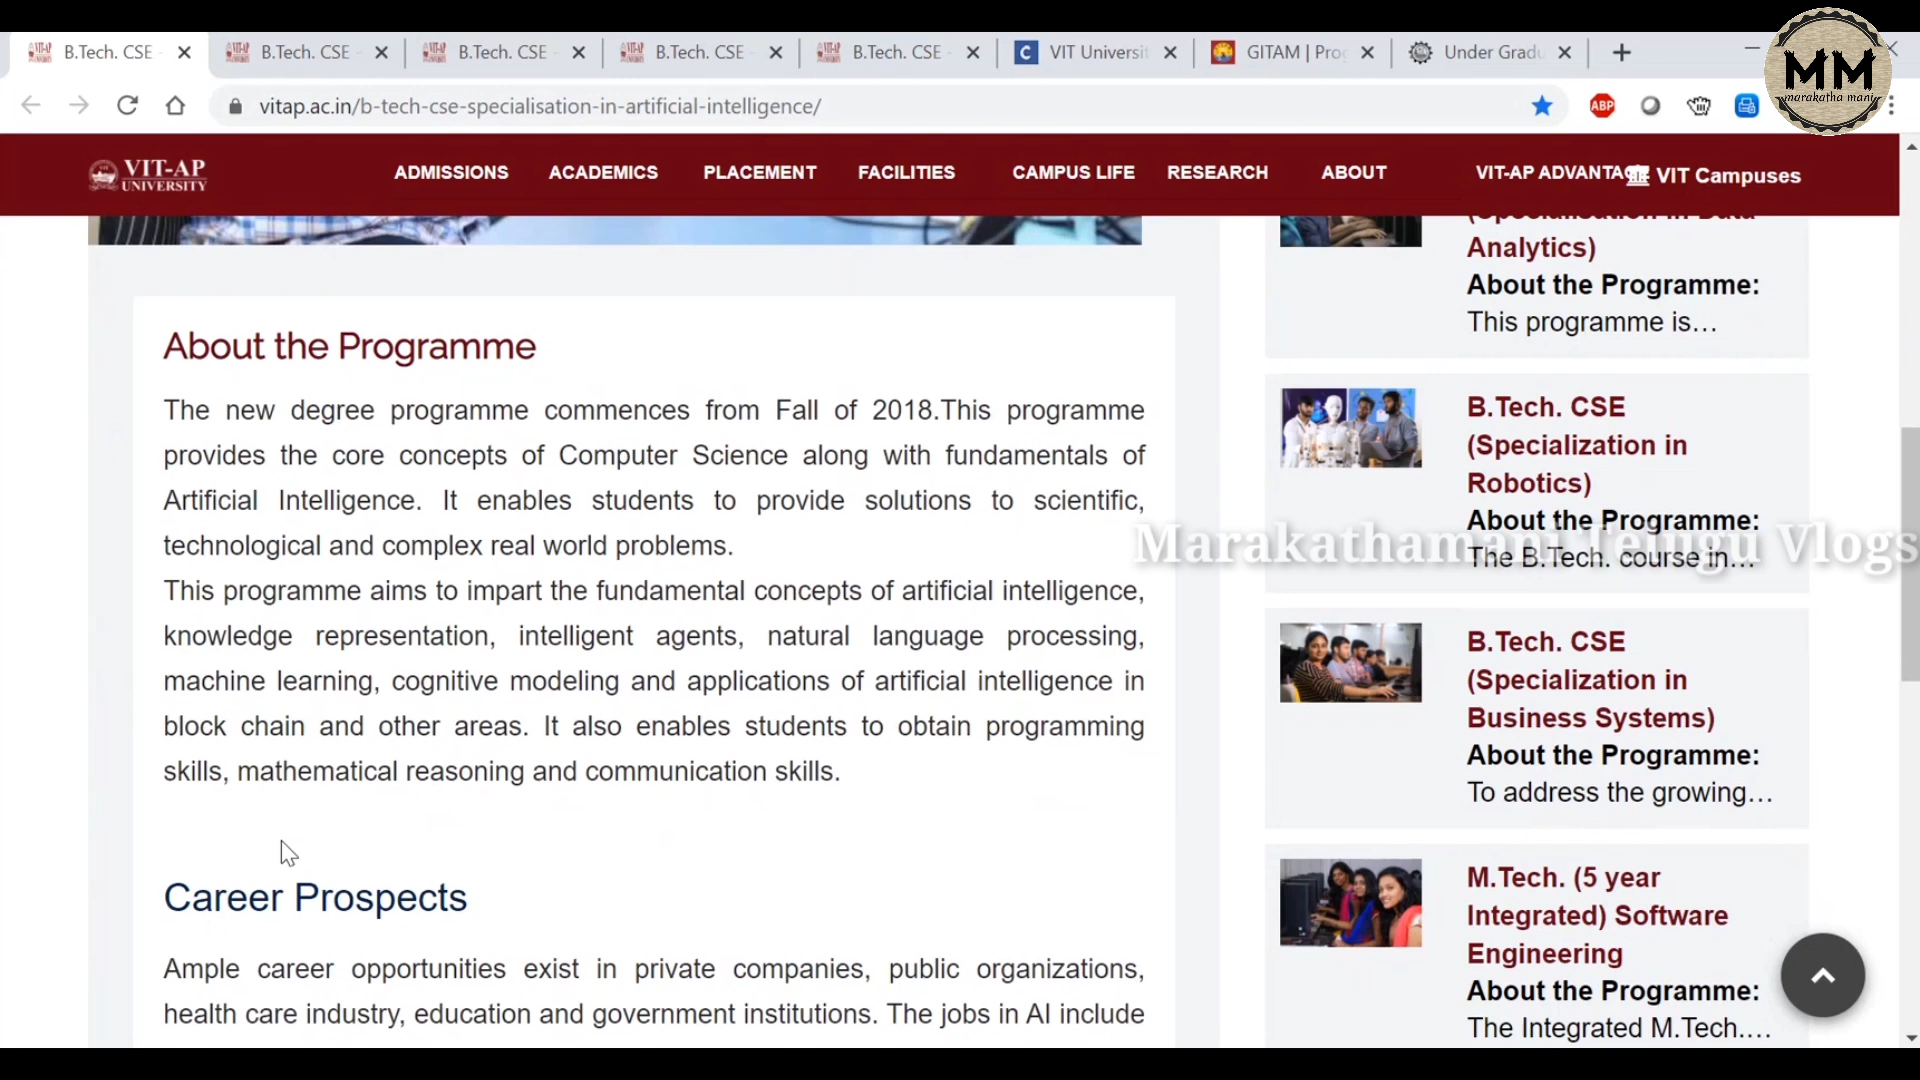 B.Tech. CSE -
B.Tech. CSE -
B.Tech. CSE -
B.Tech. CSE -
B.Tech. CSE -
VIT Universit
GITAM | Prog
Under Gradu
MM
marakatha mani
vitap.ac.in/b-tech-cse-specialisation-in-artificial-intelligence/
ABP
VIT-AP
UNIVERSITY
ADMISSIONS
ACADEMICS
PLACEMENT
FACILITIES
CAMPUS LIFE
RESEARCH
ABOUT
VIT-AP ADVANTAGE
VIT Campuses
About the Programme
The new degree programme commences from Fall of 2018.This programme
provides the core concepts of Computer Science along with fundamentals of
Artificial Intelligence. It enables students to provide solutions to scientific,
technological and complex real world problems.
This programme aims to impart the fundamental concepts of artificial intelligence,
knowledge representation, intelligent agents, natural language processing,
machine learning, cognitive modeling and applications of artificial intelligence in
block chain and other areas. It also enables students to obtain programming
skills, mathematical reasoning and communication skills.
Career Prospects
Ample career opportunities exist in private companies, public organizations,
health care industry, education and government institutions. The jobs in AI include
(Specialisation in Data
Analytics)
About the Programme:
This programme is…
B.Tech. CSE
(Specialization in
Robotics)
About the Programme:
The B.Tech. course in…
Marakathamani Telugu Vlogs
B.Tech. CSE
(Specialization in
Business Systems)
About the Programme:
To address the growing…
M.Tech. (5 year
Integrated) Software
Engineering
About the Programme:
The Integrated M.Tech.…